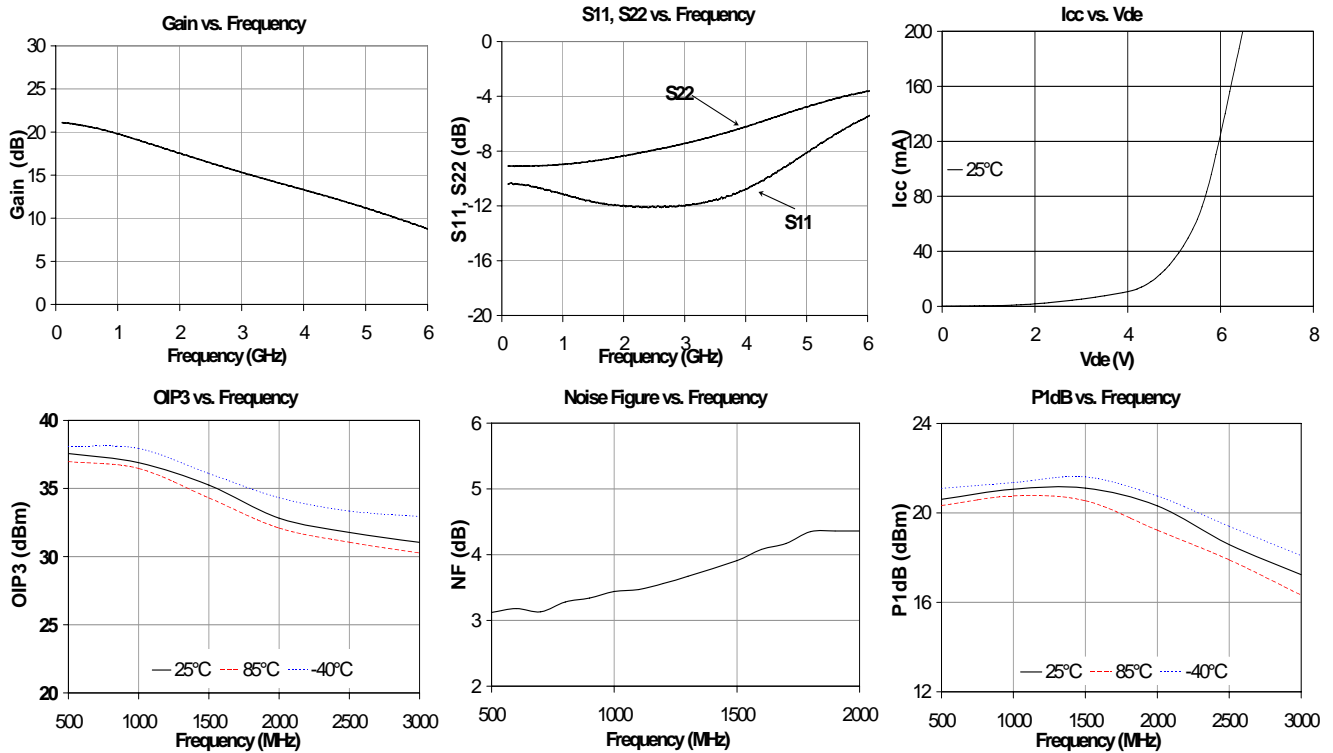 Gain vs. Frequency
30
25
20
15
10
5
0
Gain (dB)
0 1 2 3 4 5 6
Frequency (GHz)
S11, S22 vs. Frequency
0
-4
-8
-12
-16
-20
S11, S22 (dB)
S22
S11
0 1 2 3 4 5 6
Frequency (GHz)
Icc vs. Vde
200
160
120
80
40
0
Icc (mA)
25°C
0 2 4 6 8
Vde (V)
OIP3 vs. Frequency
40
35
30
25
20
OIP3 (dBm)
25°C 85°C -40°C
500 1000 1500 2000 2500 3000
Frequency (MHz)
Noise Figure vs. Frequency
6
5
4
3
2
NF (dB)
500 1000 1500 2000
Frequency (MHz)
P1dB vs. Frequency
24
20
16
12
P1dB (dBm)
25°C 85°C -40°C
500 1000 1500 2000 2500 3000
Frequency (MHz)